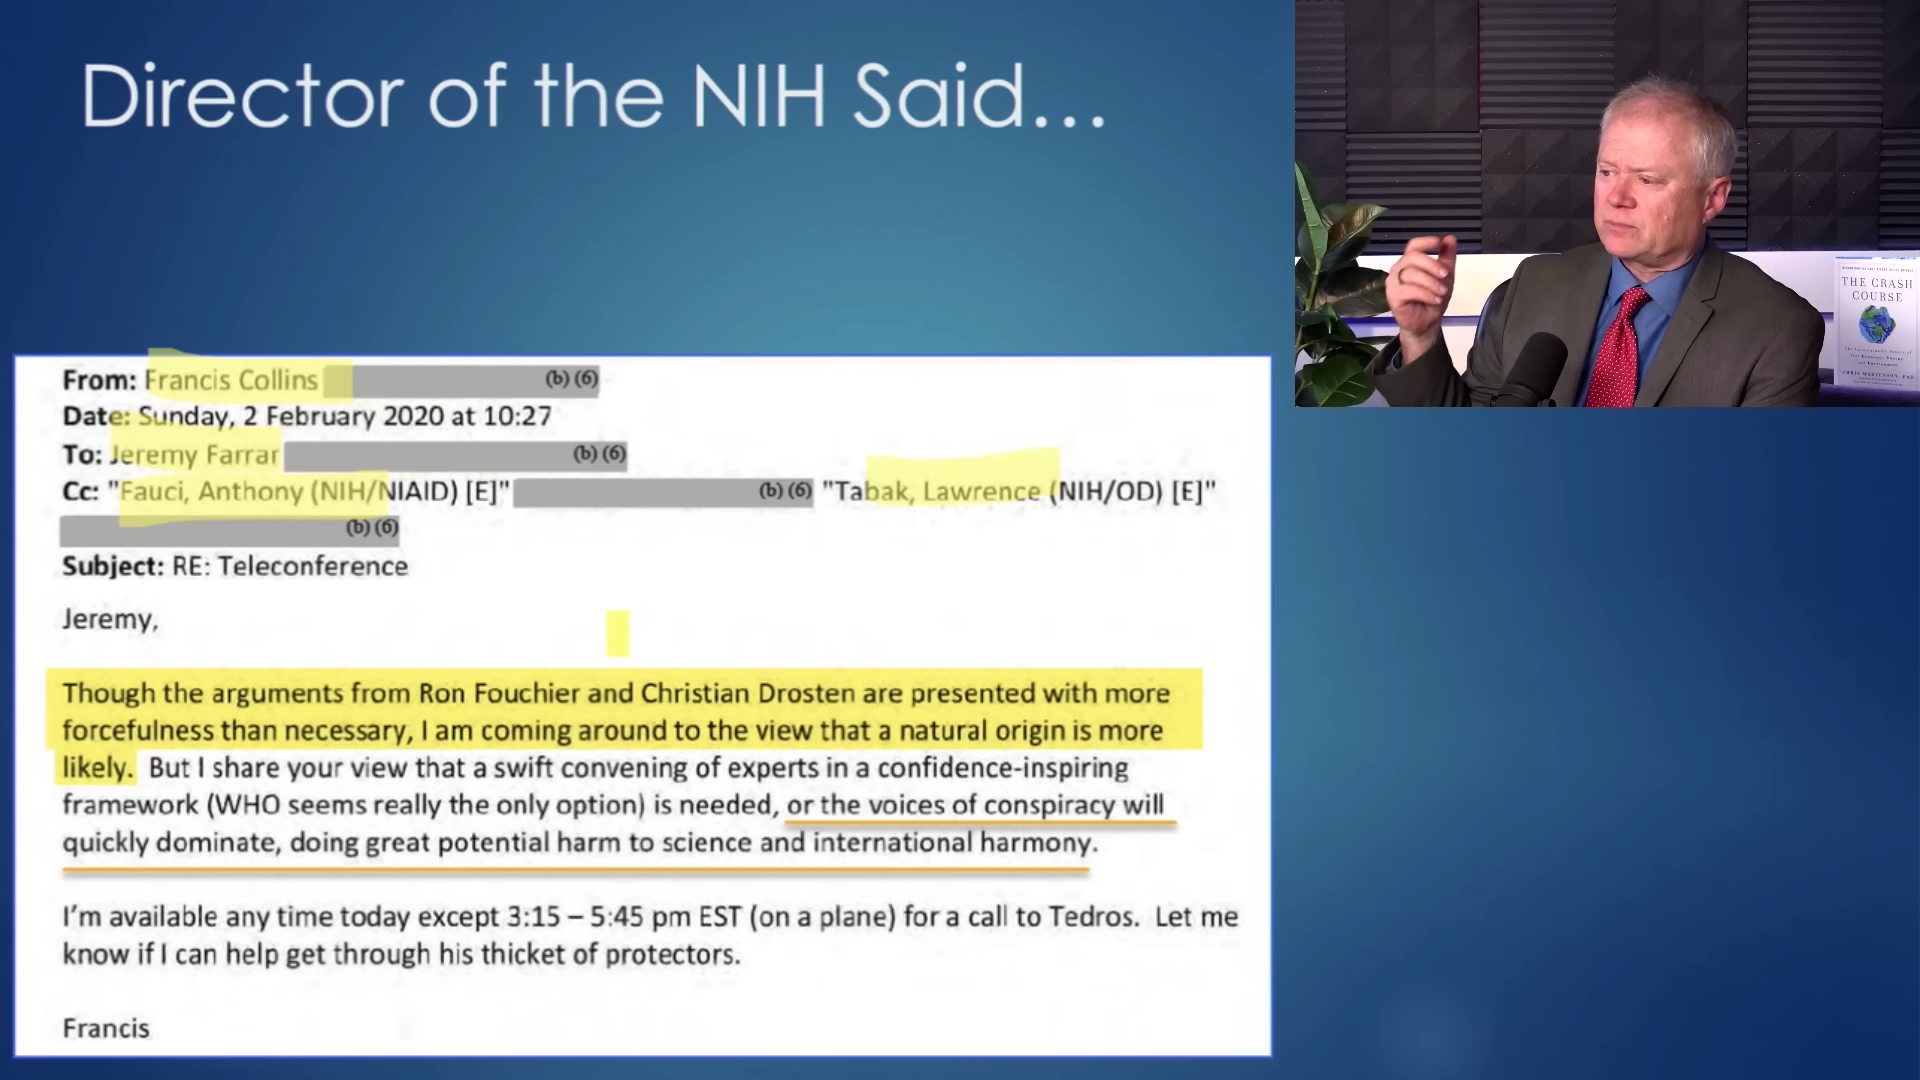 Director of the NIH Said...
From: Francis Collins (b) (6)
Date: Sunday, 2 February 2020 at 10:27
To: Jeremy Farrar (b) (6)
Cc: "Fauci, Anthony (NIH/NIAID) [E]" (b) (6) "Tabak, Lawrence (NIH/OD) [E]"
(b) (6)
Subject: RE: Teleconference
Jeremy,
Though the arguments from Ron Fouchier and Christian Drosten are presented with more
forcefulness than necessary, I am coming around to the view that a natural origin is more
likely. But I share your view that a swift convening of experts in a confidence-inspiring
framework (WHO seems really the only option) is needed, or the voices of conspiracy will
quickly dominate, doing great potential harm to science and international harmony.
I'm available any time today except 3:15 – 5:45 pm EST (on a plane) for a call to Tedros. Let me
know if I can help get through his thicket of protectors.
Francis
THE CRASH
COURSE
CHRIS MARTENSON, PHD